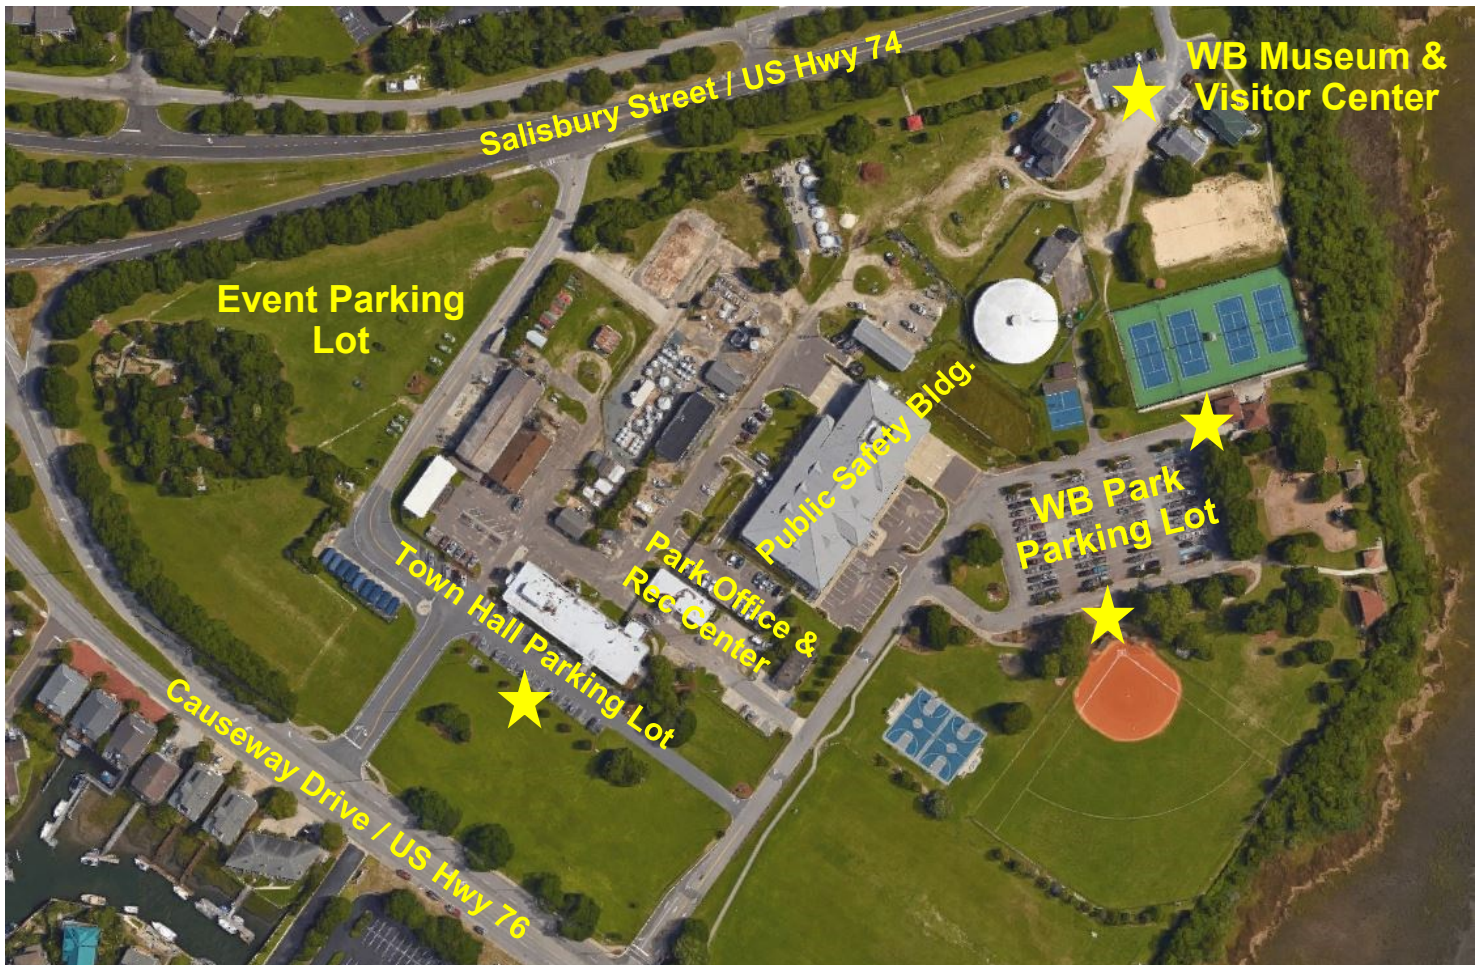 Salisbury Street / US Hwy 74
WB Museum &
Visitor Center
Event Parking
Lot
Public Safety Bldg.
WB Park
Parking Lot
Park Office &
Rec Center
Town Hall Parking Lot
Causeway Drive / US Hwy 76